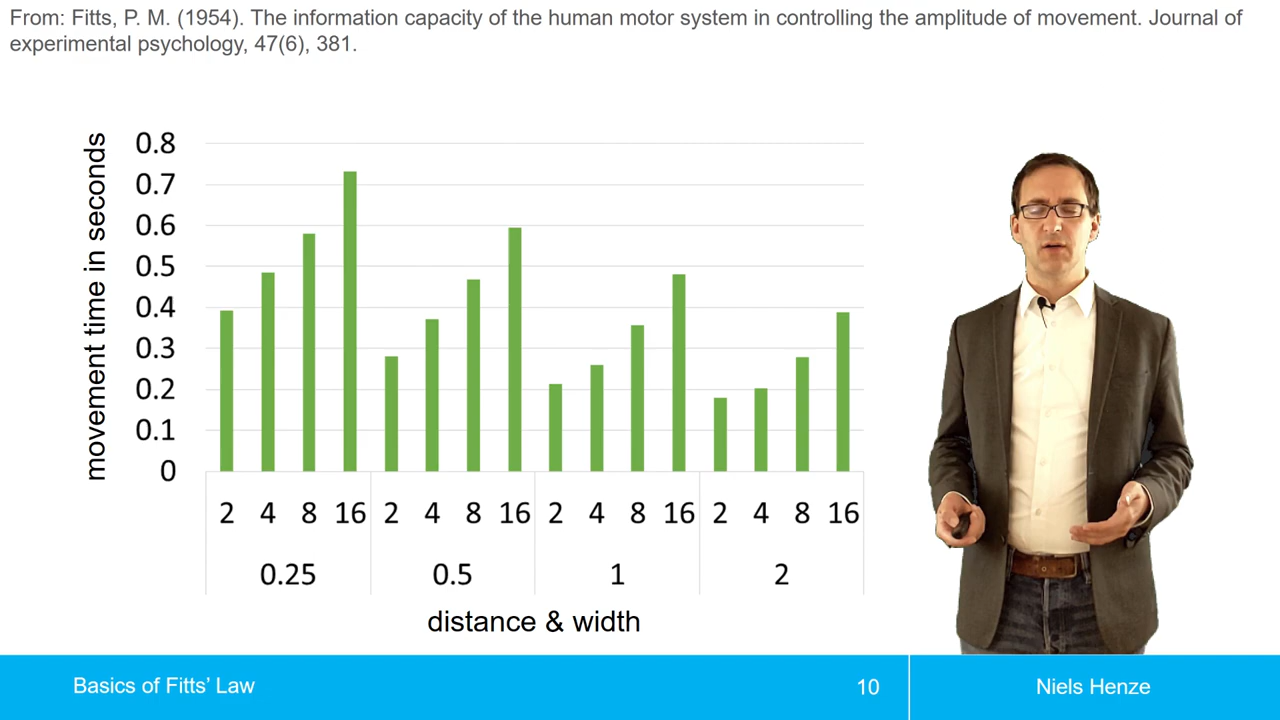 From: Fitts, P. M. (1954). The information capacity of the human motor system in controlling the amplitude of movement. Journal of
experimental psychology, 47(6), 381.
movement time in seconds
0.8
0.7
0.6
0.5
0.4
0.3
0.2
0.1
0
2 4 8 16 2 4 8 16 2 4 8 16 2 4 8 16
0.25 0.5 1 2
distance & width
Basics of Fitts’ Law 10 Niels Henze